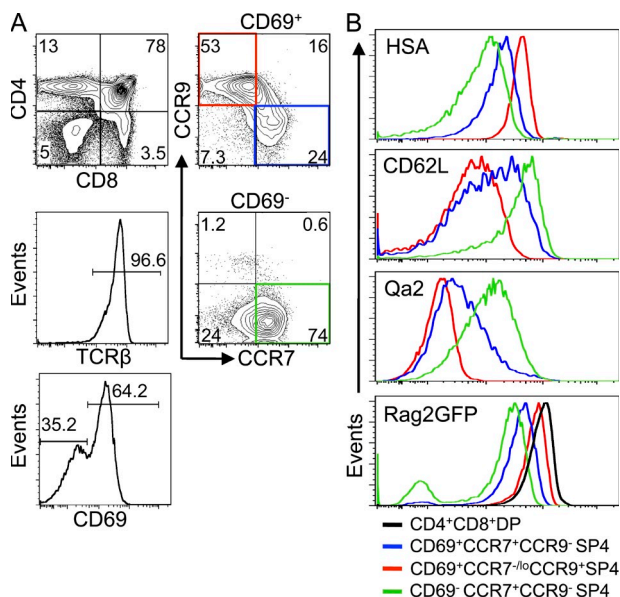 A
13
78
CD4
5
3.5
CD8
CD69⁺
53
16
CCR9
7.3
24
Events
96.6
TCRβ
CD69⁻
1.2
0.6
24
74
CCR7
Events
35.2
64.2
CD69
B
HSA
CD62L
Qa2
Rag2GFP
Events
CD4⁺CD8⁺DP
CD69⁺CCR7⁺CCR9⁻ SP4
CD69⁺CCR7⁻/ˡᵒCCR9⁺SP4
CD69⁻ CCR7⁺CCR9⁻ SP4